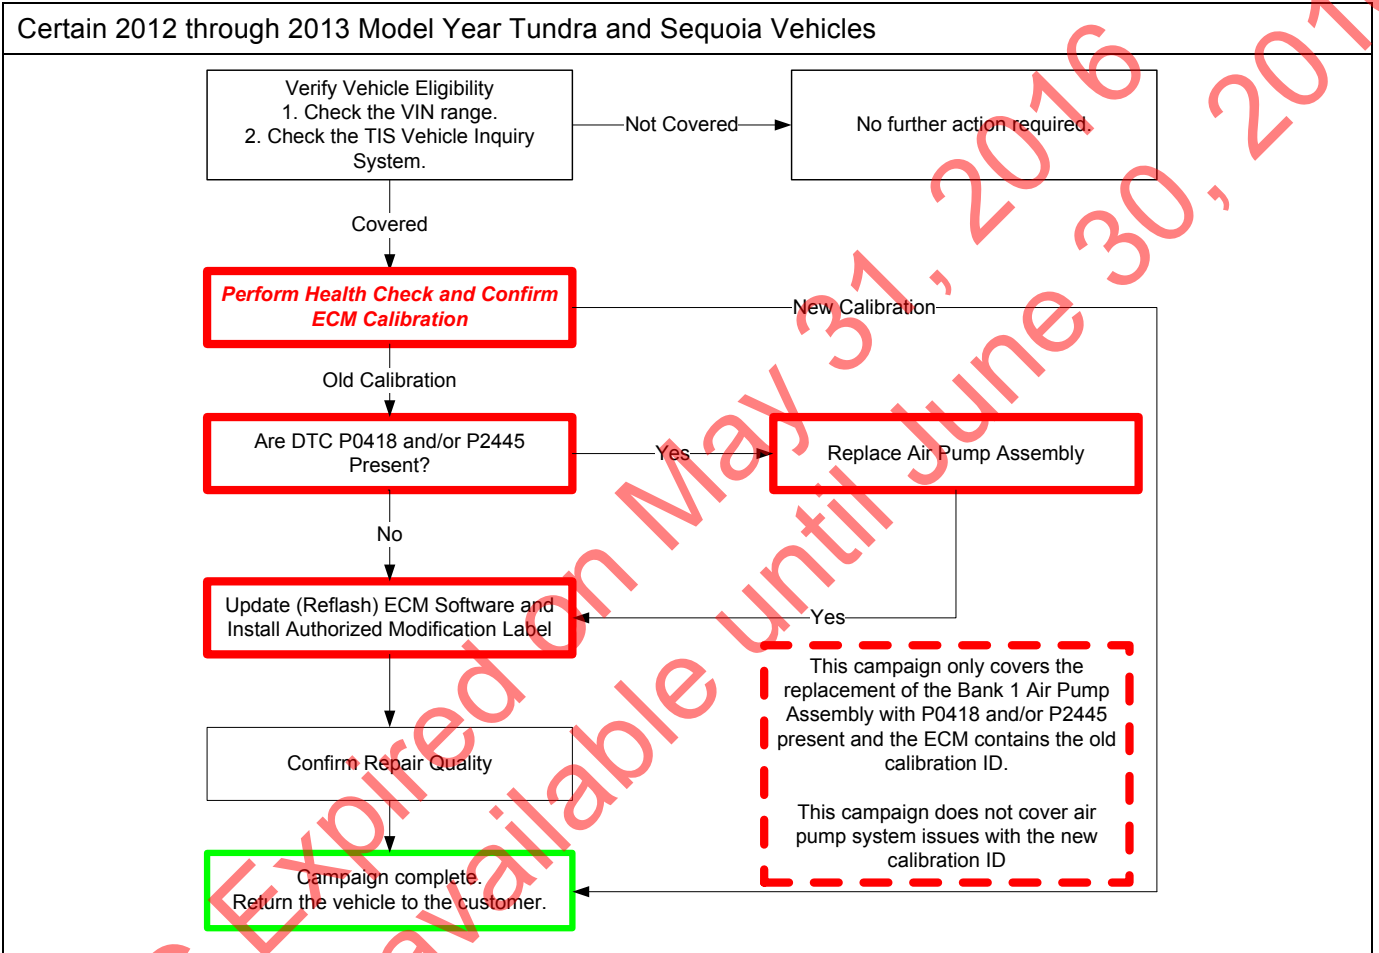 Certain 2012 through 2013 Model Year Tundra and Sequoia Vehicles
Verify Vehicle Eligibility
1. Check the VIN range.
2. Check the TIS Vehicle Inquiry
System.
Not Covered
No further action required.
Covered
Perform Health Check and Confirm
ECM Calibration
New Calibration
Old Calibration
Are DTC P0418 and/or P2445
Present?
Yes
Replace Air Pump Assembly
No
Update (Reflash) ECM Software and
Install Authorized Modification Label
Yes
This campaign only covers the
replacement of the Bank 1 Air Pump
Assembly with P0418 and/or P2445
present and the ECM contains the old
calibration ID.
This campaign does not cover air
pump system issues with the new
calibration ID
Confirm Repair Quality
Campaign complete.
Return the vehicle to the customer.
Expired on May 31, 2016
available until June 30, 201